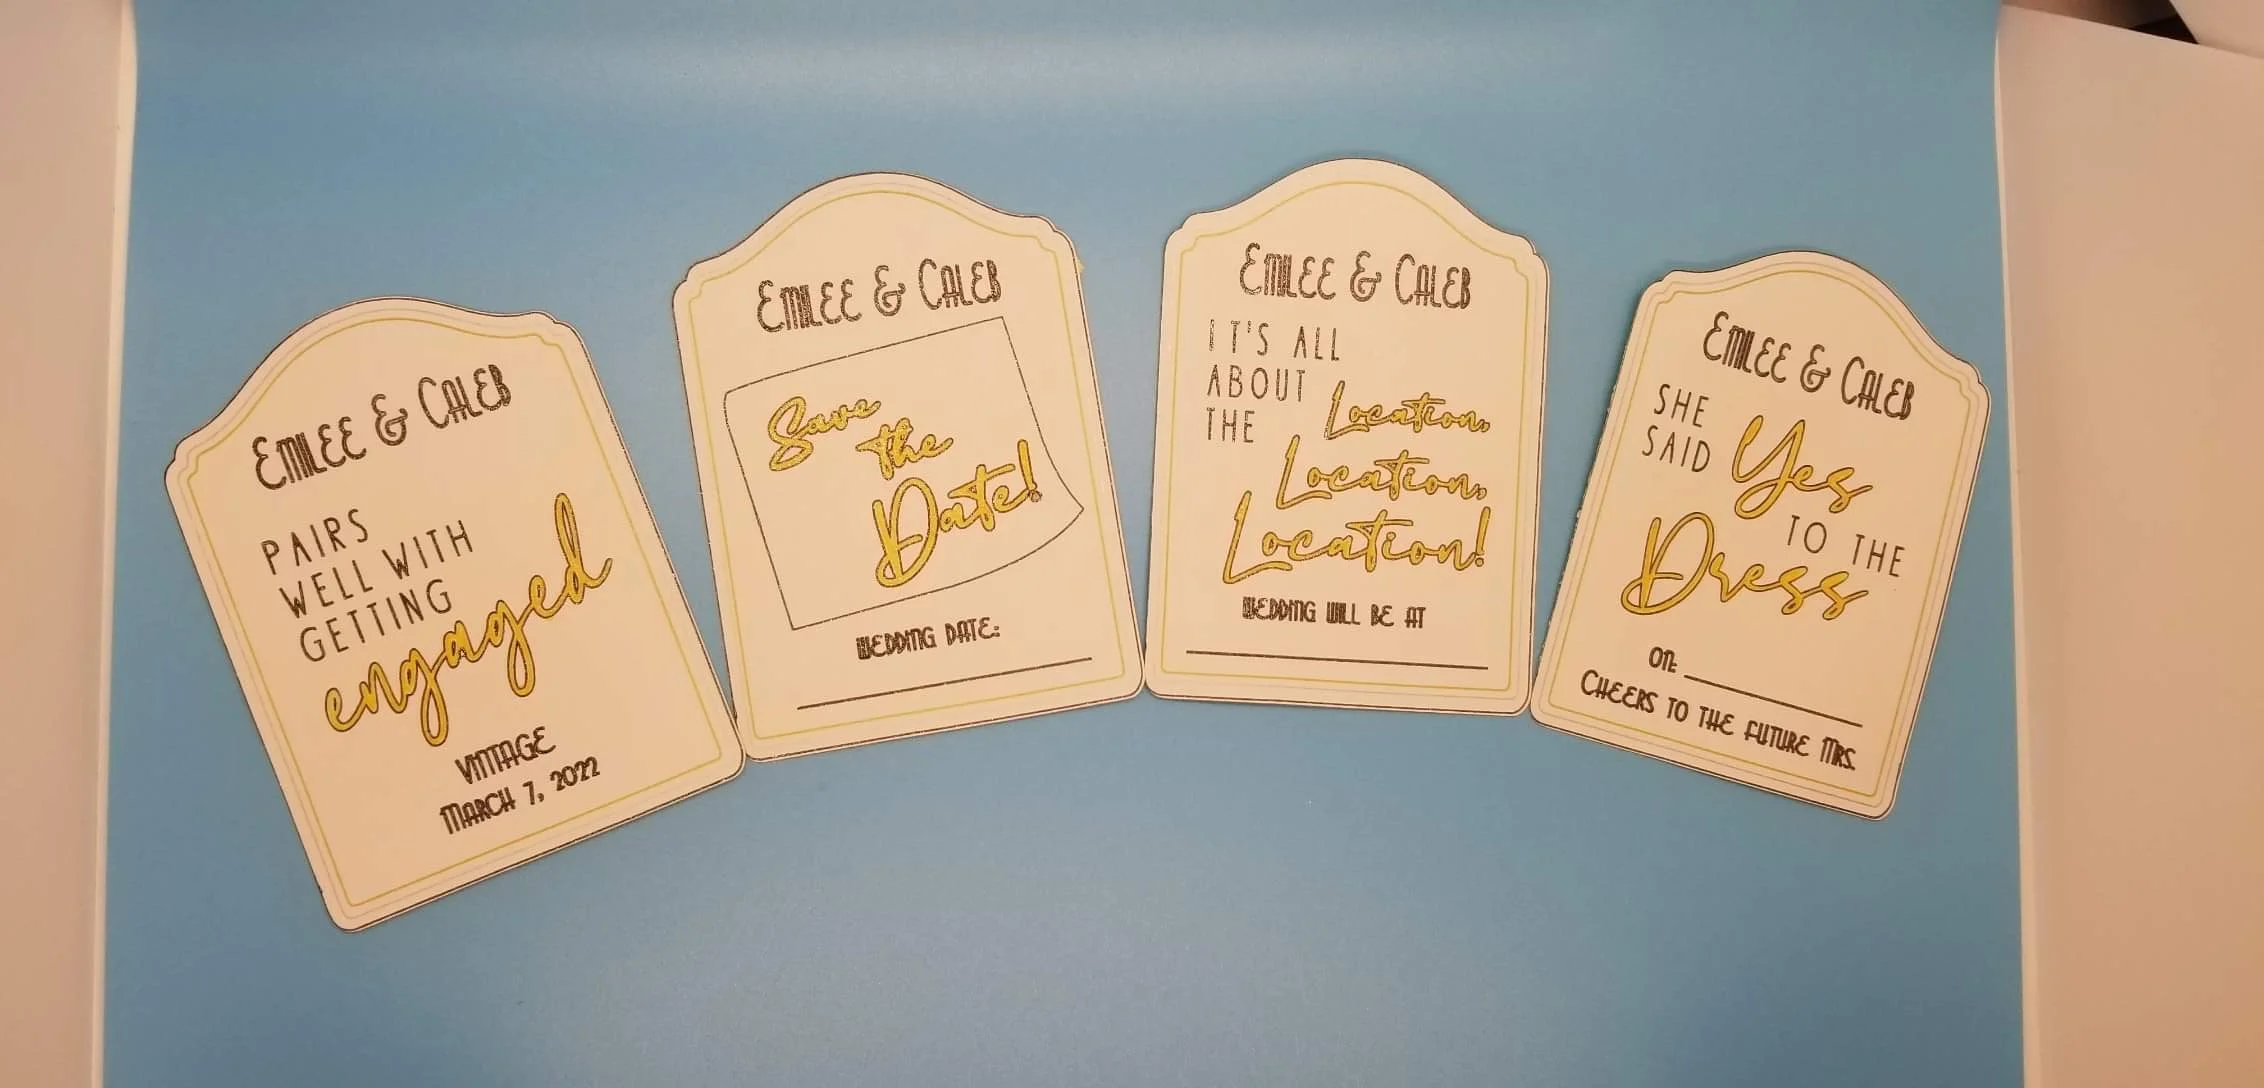 Emilee & Caleb
PAIRS
WELL WITH
GETTING
engaged
VINTAGE
MARCH 7, 2022
Emilee & Caleb
Save
the
Date!
WEDDING DATE:
Emilee & Caleb
IT'S ALL
ABOUT
THE
Location,
Location,
Location!
WEDDING WILL BE AT
Emilee & Caleb
SHE
SAID
Yes
TO THE
Dress
ON:
CHEERS TO THE FUTURE MRS.